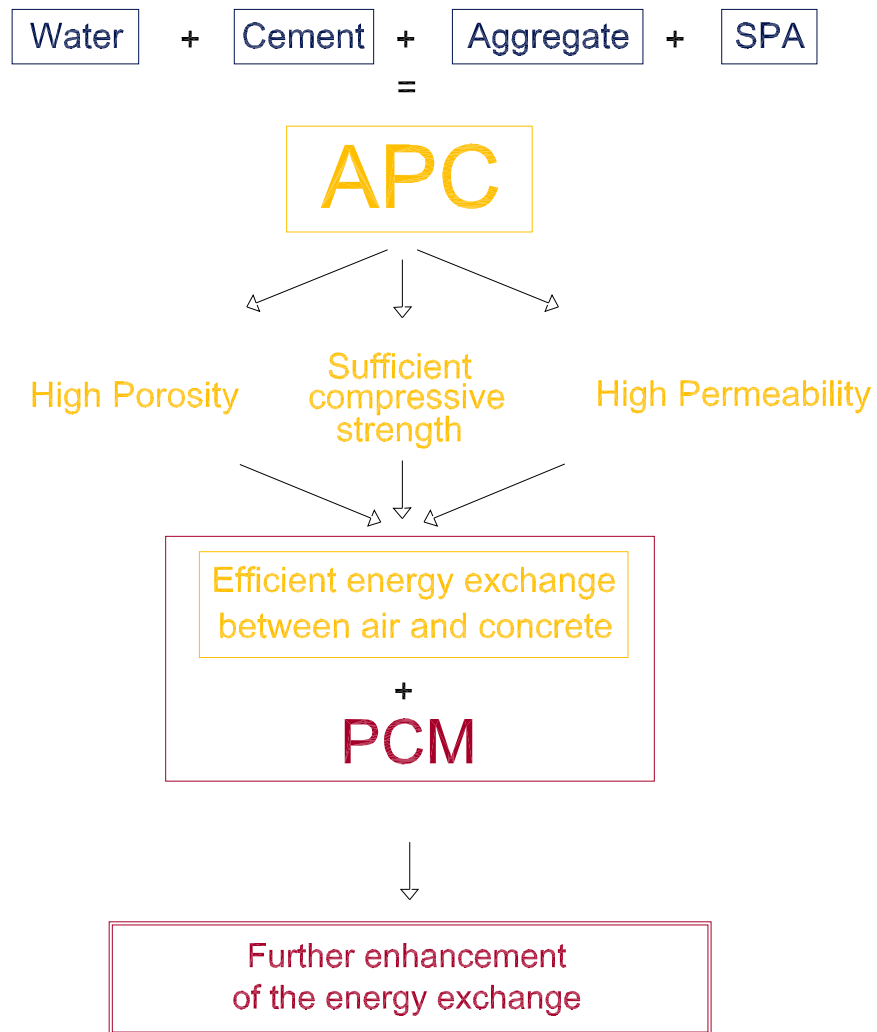 Water + Cement + Aggregate + SPA
=
APC
High Porosity
Sufficient
compressive
strength
High Permeability
Efficient energy exchange
between air and concrete
+
PCM
Further enhancement
of the energy exchange